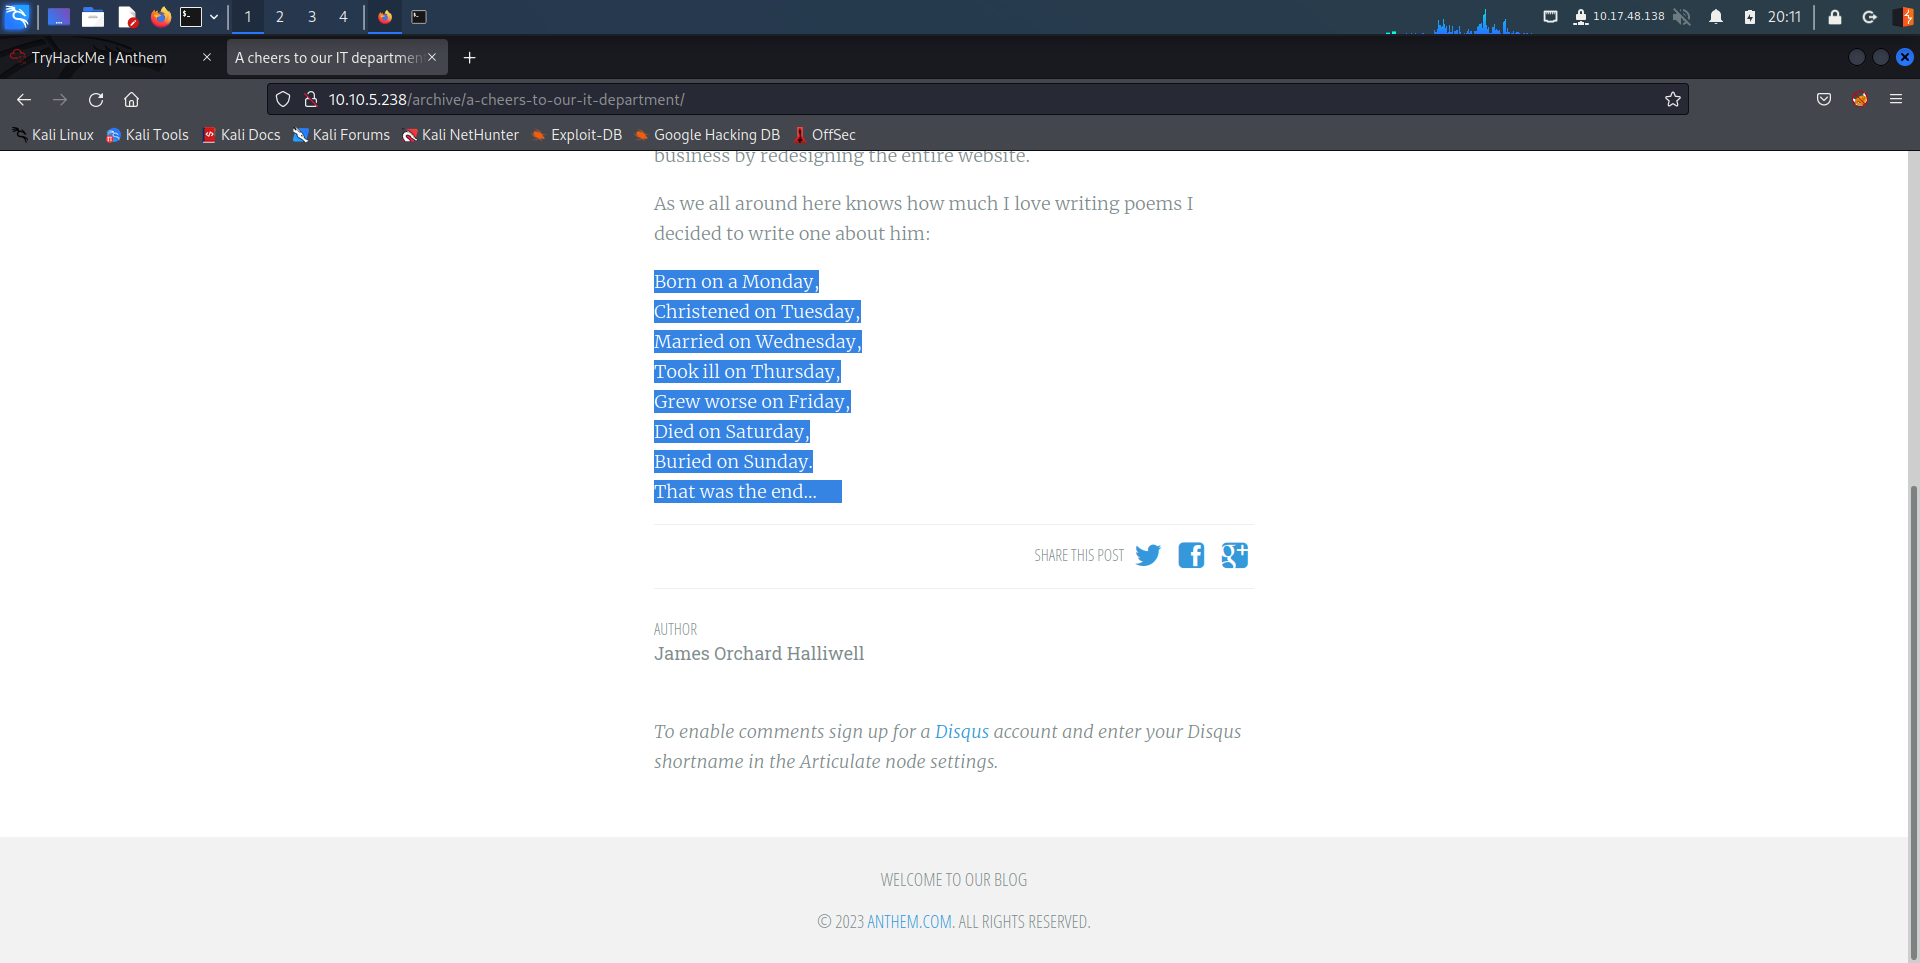 1 2 3 4 10.17.48.138 20:11
TryHackMe | Anthem
A cheers to our IT departmen
10.10.5.238/archive/a-cheers-to-our-it-department/
Kali Linux Kali Tools Kali Docs Kali Forums Kali NetHunter Exploit-DB Google Hacking DB OffSec
business by redesigning the entire website.
As we all around here knows how much I love writing poems I
decided to write one about him:
Born on a Monday,
Christened on Tuesday,
Married on Wednesday,
Took ill on Thursday,
Grew worse on Friday,
Died on Saturday,
Buried on Sunday.
That was the end…
SHARE THIS POST
AUTHOR
James Orchard Halliwell
To enable comments sign up for a Disqus account and enter your Disqus
shortname in the Articulate node settings.
WELCOME TO OUR BLOG
© 2023 ANTHEM.COM. ALL RIGHTS RESERVED.